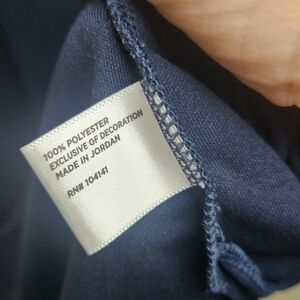 100% POLYESTER
EXCLUSIVE OF DECORATION
MADE IN JORDAN
RN# 104141